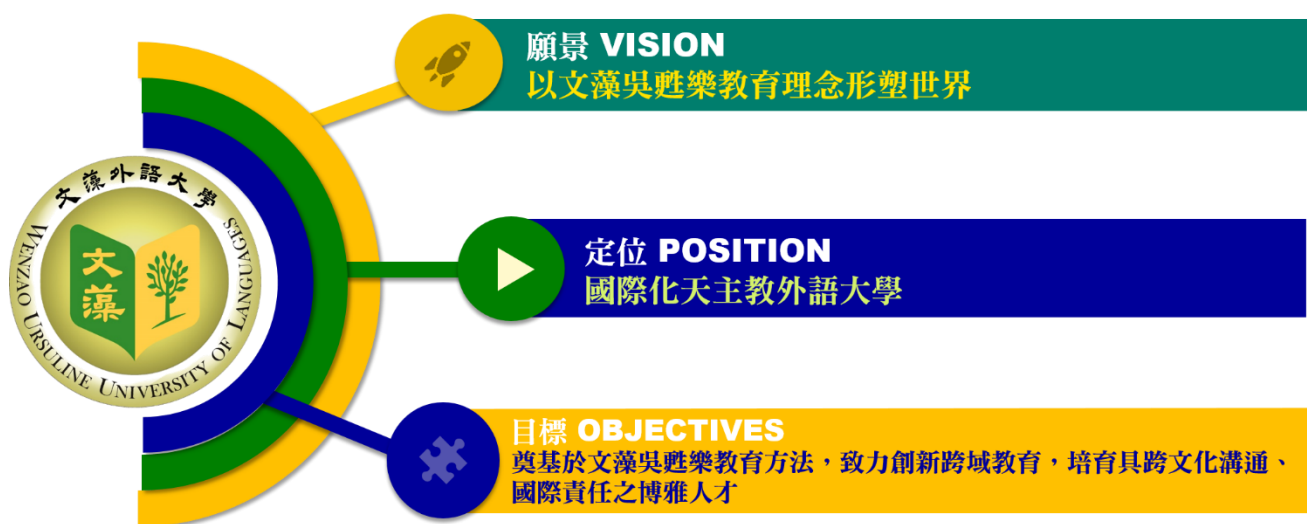 願景 VISION
以文藻吳甦樂教育理念形塑世界
文藻外語大學
文藻
WENZAO URSULINE UNIVERSITY OF LANGUAGES
定位 POSITION
國際化天主教外語大學
目標 OBJECTIVES
奠基於文藻吳甦樂教育方法，致力創新跨域教育，培育具跨文化溝通、
國際責任之博雅人才